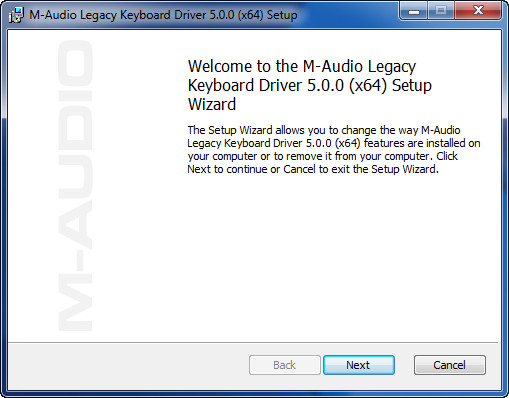 M-Audio Legacy Keyboard Driver 5.0.0 (x64) Setup
M-AUDIO
Welcome to the M-Audio Legacy
Keyboard Driver 5.0.0 (x64) Setup
Wizard
The Setup Wizard allows you to change the way M-Audio
Legacy Keyboard Driver 5.0.0 (x64) features are installed on
your computer or to remove it from your computer. Click
Next to continue or Cancel to exit the Setup Wizard.
Back Next Cancel